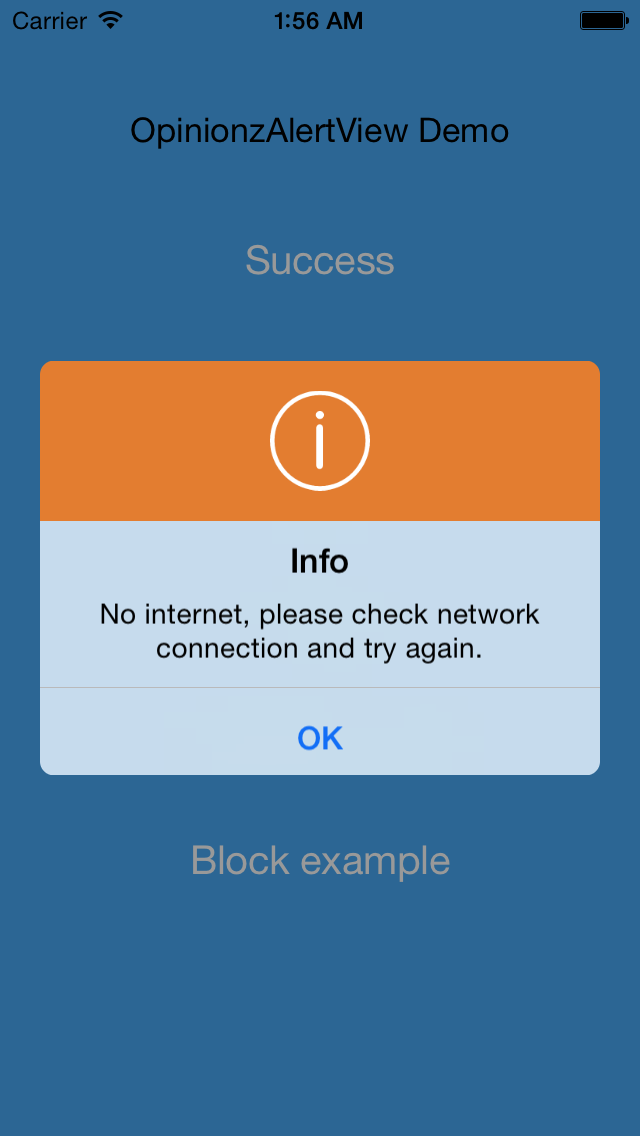 Carrier 1:56 AM
OpinionzAlertView Demo
Success
Info
No internet, please check network
connection and try again.
OK
Block example